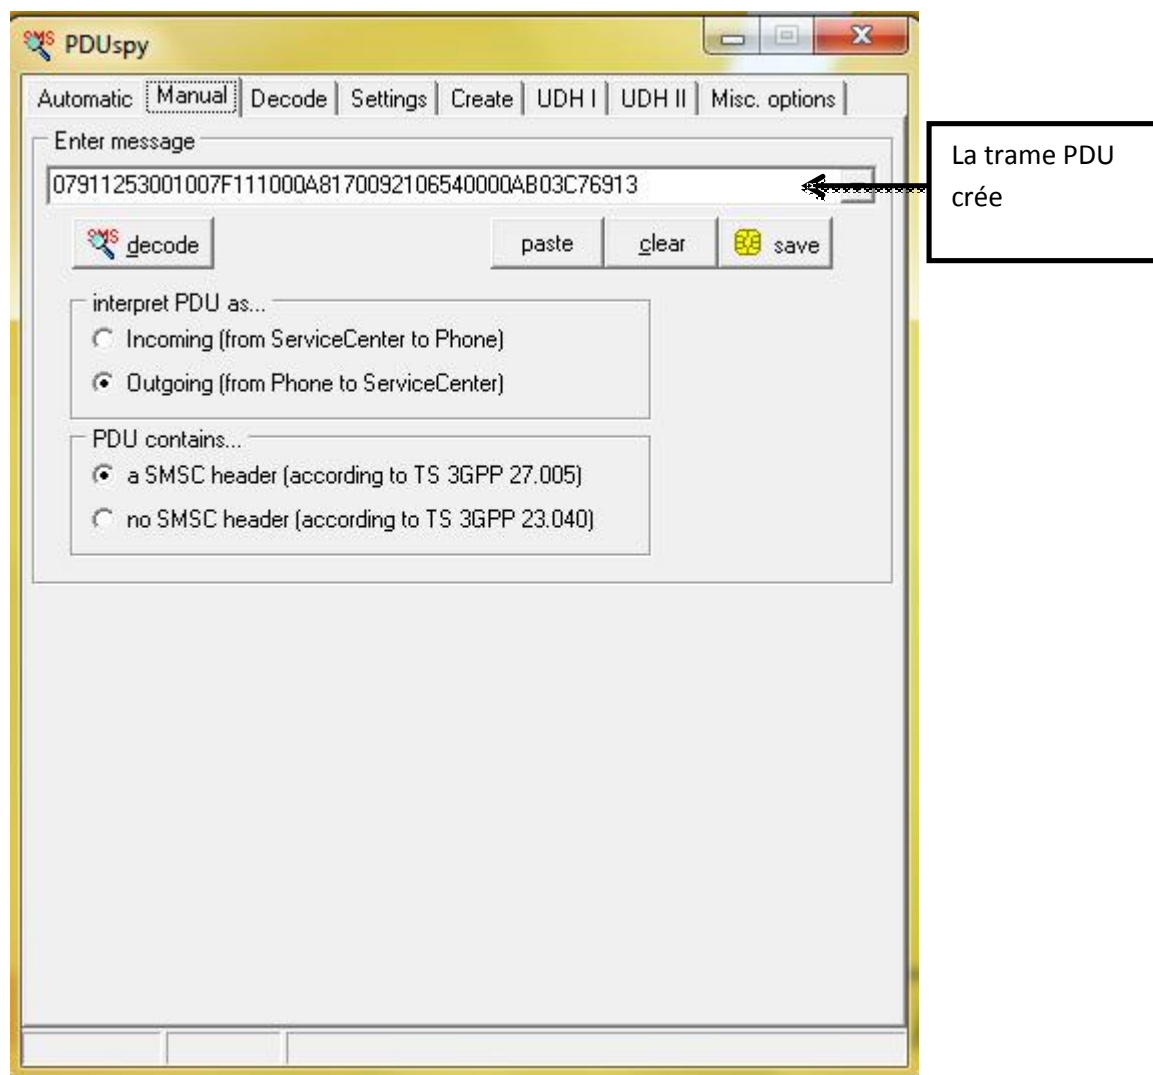 PDUspy
Automatic Manual Decode Settings Create UDH I UDH II Misc. options
Enter message
07911253001007F111000A8170092106540000AB03C76913
La trame PDU
crée
SMS decode paste clear save
interpret PDU as...
Incoming (from ServiceCenter to Phone)
Outgoing (from Phone to ServiceCenter)
PDU contains...
a SMSC header (according to TS 3GPP 27.005)
no SMSC header (according to TS 3GPP 23.040)